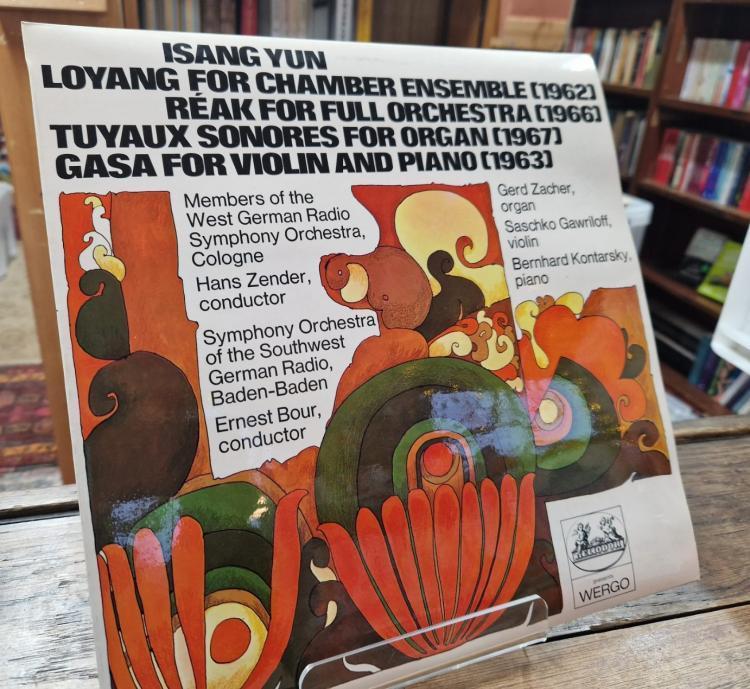 ISANG YUN
LOYANG FOR CHAMBER ENSEMBLE (1962)
RÉAK FOR FULL ORCHESTRA (1966)
TUYAUX SONORES FOR ORGAN (1967)
GASA FOR VIOLIN AND PIANO (1963)
Members of the
West German Radio
Symphony Orchestra,
Cologne
Hans Zender,
conductor
Symphony Orchestra
of the Southwest
German Radio,
Baden-Baden
Ernest Bour,
conductor
Gerd Zacher,
organ
Saschko Gawriloff,
violin
Bernhard Kontarsky,
piano
presents
WERGO